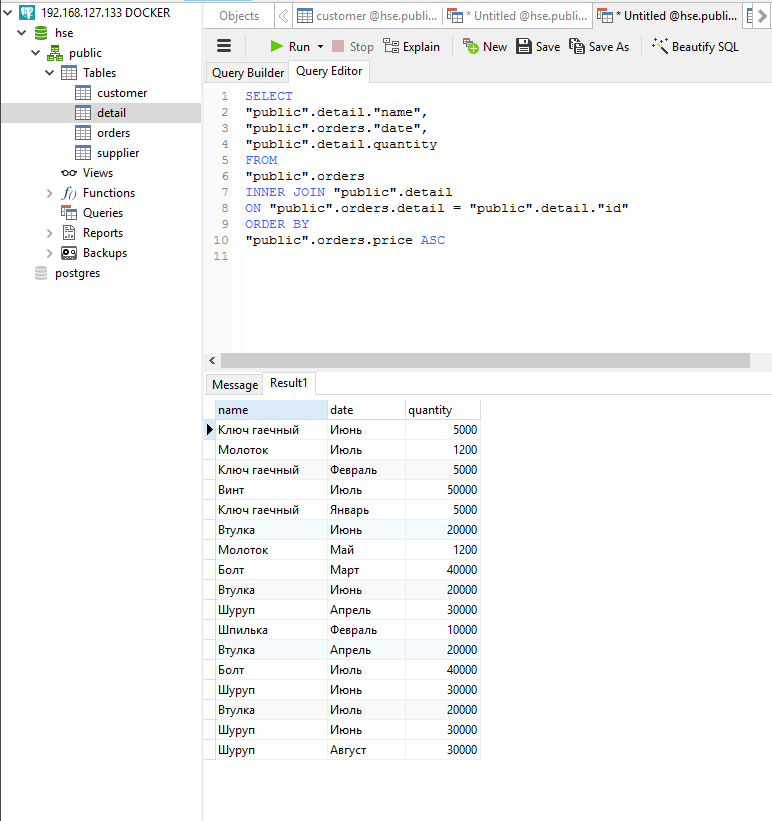 192.168.127.133 DOCKER
hse
public
Tables
customer
detail
orders
supplier
Views
Functions
Queries
Reports
Backups
postgres
Objects customer @hse.public... * Untitled @hse.publi... * Untitled @hse.publi...
Run Stop Explain New Save Save As Beautify SQL
Query Builder Query Editor
1 SELECT
2 "public".detail."name",
3 "public".orders."date",
4 "public".detail.quantity
5 FROM
6 "public".orders
7 INNER JOIN "public".detail
8 ON "public".orders.detail = "public".detail."id"
9 ORDER BY
10 "public".orders.price ASC
11
Message Result1
name date quantity
Ключ гаечный Июнь 5000
Молоток Июль 1200
Ключ гаечный Февраль 5000
Винт Июль 50000
Ключ гаечный Январь 5000
Втулка Июнь 20000
Молоток Май 1200
Болт Март 40000
Втулка Июнь 20000
Шуруп Апрель 30000
Шпилька Февраль 10000
Втулка Апрель 20000
Болт Июль 40000
Шуруп Июнь 30000
Втулка Июль 20000
Шуруп Июнь 30000
Шуруп Август 30000